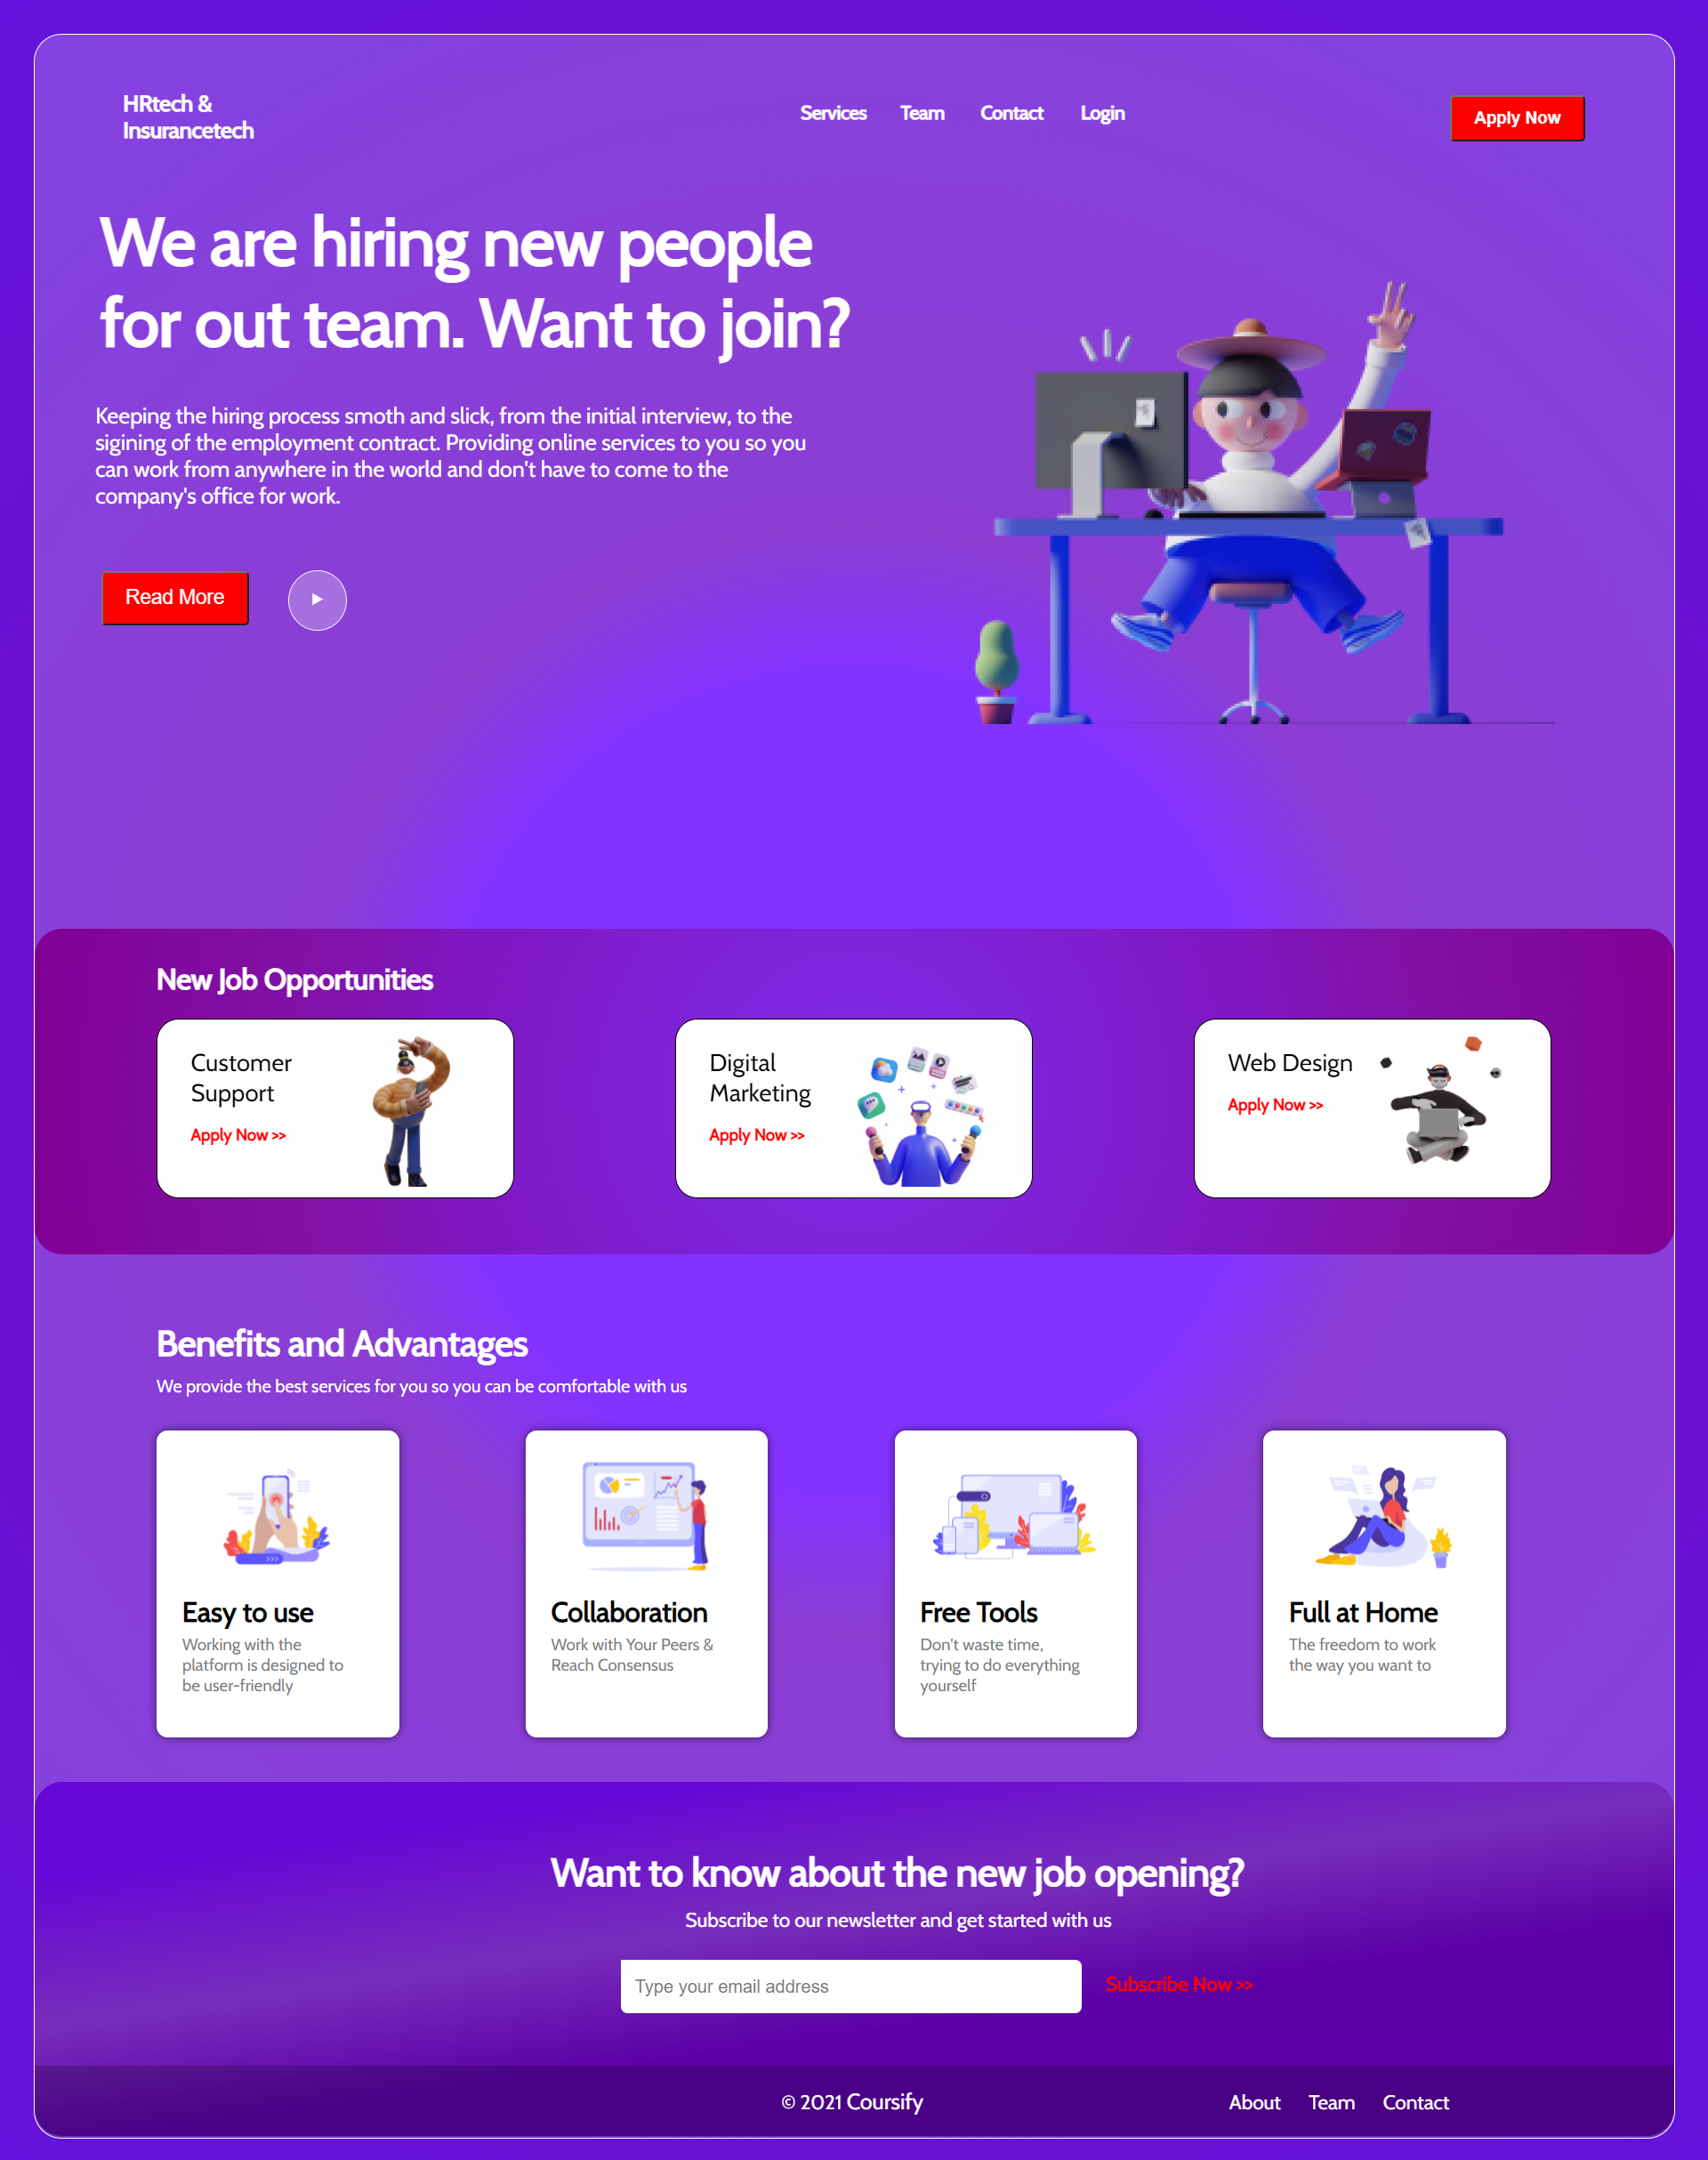 HRtech &
Insurancetech
Services Team Contact Login
Apply Now
We are hiring new people
for out team. Want to join?
Keeping the hiring process smoth and slick, from the initial interview, to the
sigining of the employment contract. Providing online services to you so you
can work from anywhere in the world and don't have to come to the
company's office for work.
Read More
New Job Opportunities
Customer
Support
Apply Now >>
Digital
Marketing
Apply Now >>
Web Design
Apply Now >>
Benefits and Advantages
We provide the best services for you so you can be comfortable with us
Easy to use
Working with the
platform is designed to
be user-friendly
Collaboration
Work with Your Peers &
Reach Consensus
Free Tools
Don't waste time,
trying to do everything
yourself
Full at Home
The freedom to work
the way you want to
Want to know about the new job opening?
Subscribe to our newsletter and get started with us
Type your email address
Subscribe Now >>
© 2021 Coursify
About Team Contact